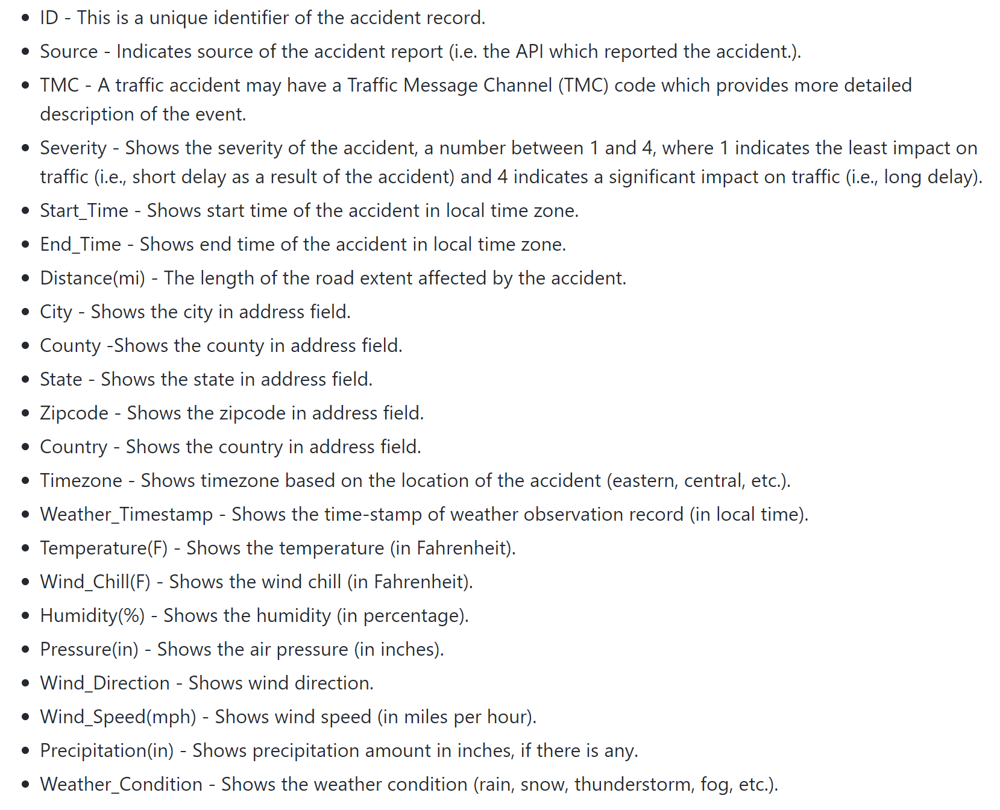 • ID - This is a unique identifier of the accident record.
• Source - Indicates source of the accident report (i.e. the API which reported the accident.).
• TMC - A traffic accident may have a Traffic Message Channel (TMC) code which provides more detailed
description of the event.
• Severity - Shows the severity of the accident, a number between 1 and 4, where 1 indicates the least impact on
traffic (i.e., short delay as a result of the accident) and 4 indicates a significant impact on traffic (i.e., long delay).
• Start_Time - Shows start time of the accident in local time zone.
• End_Time - Shows end time of the accident in local time zone.
• Distance(mi) - The length of the road extent affected by the accident.
• City - Shows the city in address field.
• County -Shows the county in address field.
• State - Shows the state in address field.
• Zipcode - Shows the zipcode in address field.
• Country - Shows the country in address field.
• Timezone - Shows timezone based on the location of the accident (eastern, central, etc.).
• Weather_Timestamp - Shows the time-stamp of weather observation record (in local time).
• Temperature(F) - Shows the temperature (in Fahrenheit).
• Wind_Chill(F) - Shows the wind chill (in Fahrenheit).
• Humidity(%) - Shows the humidity (in percentage).
• Pressure(in) - Shows the air pressure (in inches).
• Wind_Direction - Shows wind direction.
• Wind_Speed(mph) - Shows wind speed (in miles per hour).
• Precipitation(in) - Shows precipitation amount in inches, if there is any.
• Weather_Condition - Shows the weather condition (rain, snow, thunderstorm, fog, etc.).